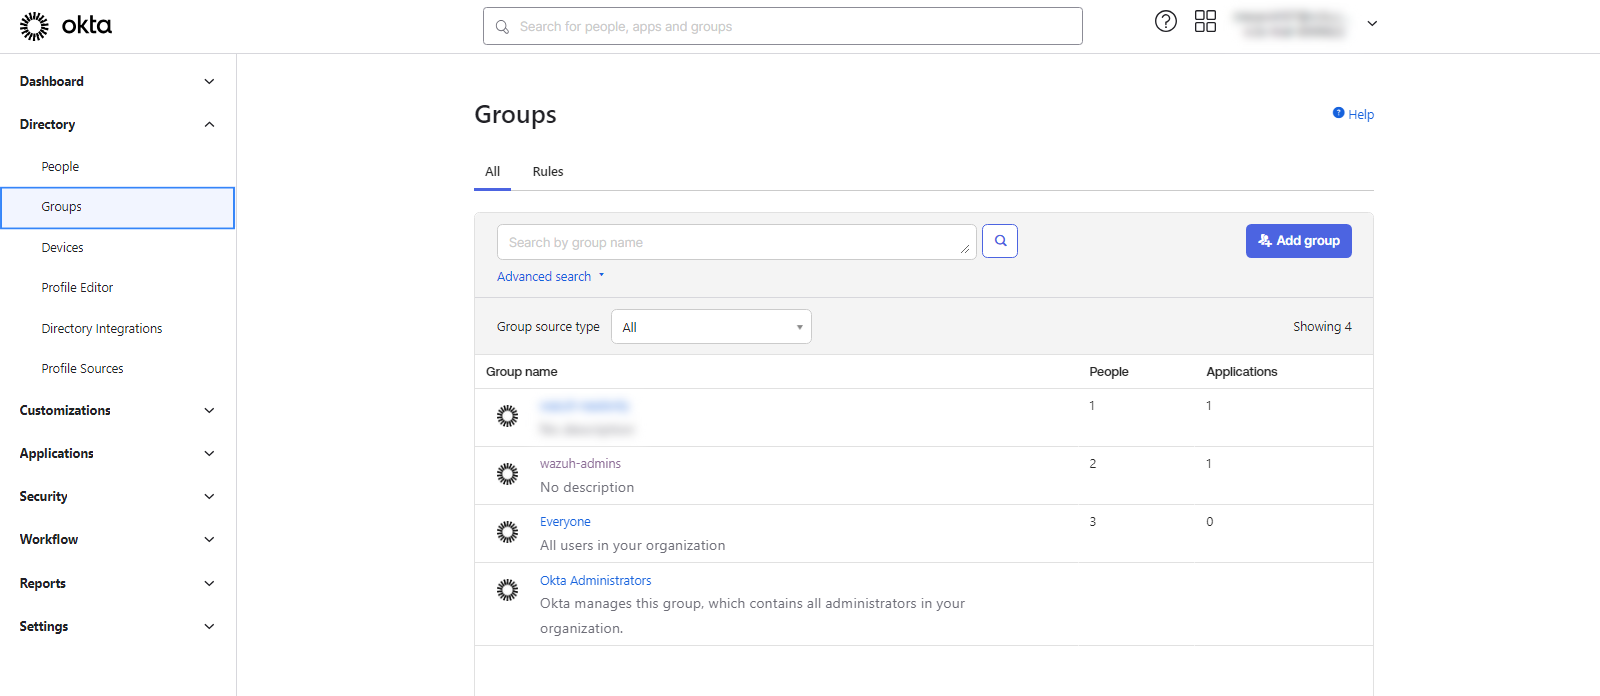 okta
Search for people, apps and groups
Dashboard
Directory
People
Groups
Devices
Profile Editor
Directory Integrations
Profile Sources
Customizations
Applications
Security
Workflow
Reports
Settings
Groups
Help
All
Rules
Search by group name
Add group
Advanced search
Group source type
All
Showing 4
Group name People Applications
1 1
wazuh-admins 2 1
No description
Everyone 3 0
All users in your organization
Okta Administrators
Okta manages this group, which contains all administrators in your
organization.